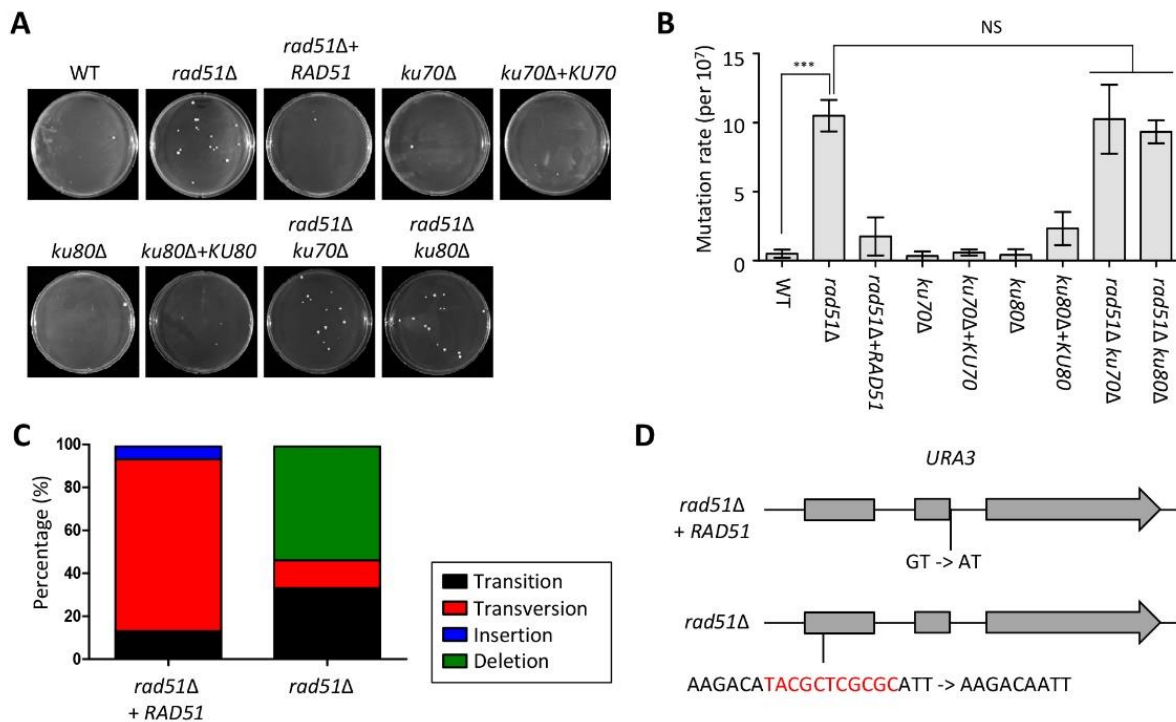 A
WT
rad51Δ
rad51Δ+
RAD51
ku70Δ
ku70Δ+KU70
ku80Δ
ku80Δ+KU80
rad51Δ
ku70Δ
rad51Δ
ku80Δ
B
NS
***
Mutation rate (per 10⁷)
15
10
5
0
WT
rad51Δ
rad51Δ+RAD51
ku70Δ
ku70Δ+KU70
ku80Δ
ku80Δ+KU80
rad51Δ ku70Δ
rad51Δ ku80Δ
C
Percentage (%)
100
80
60
40
20
0
rad51Δ
+ RAD51
rad51Δ
Transition
Transversion
Insertion
Deletion
D
URA3
rad51Δ
+ RAD51
GT -> AT
rad51Δ
AAGACATACGCTCGCGCATT -> AAGACAATT